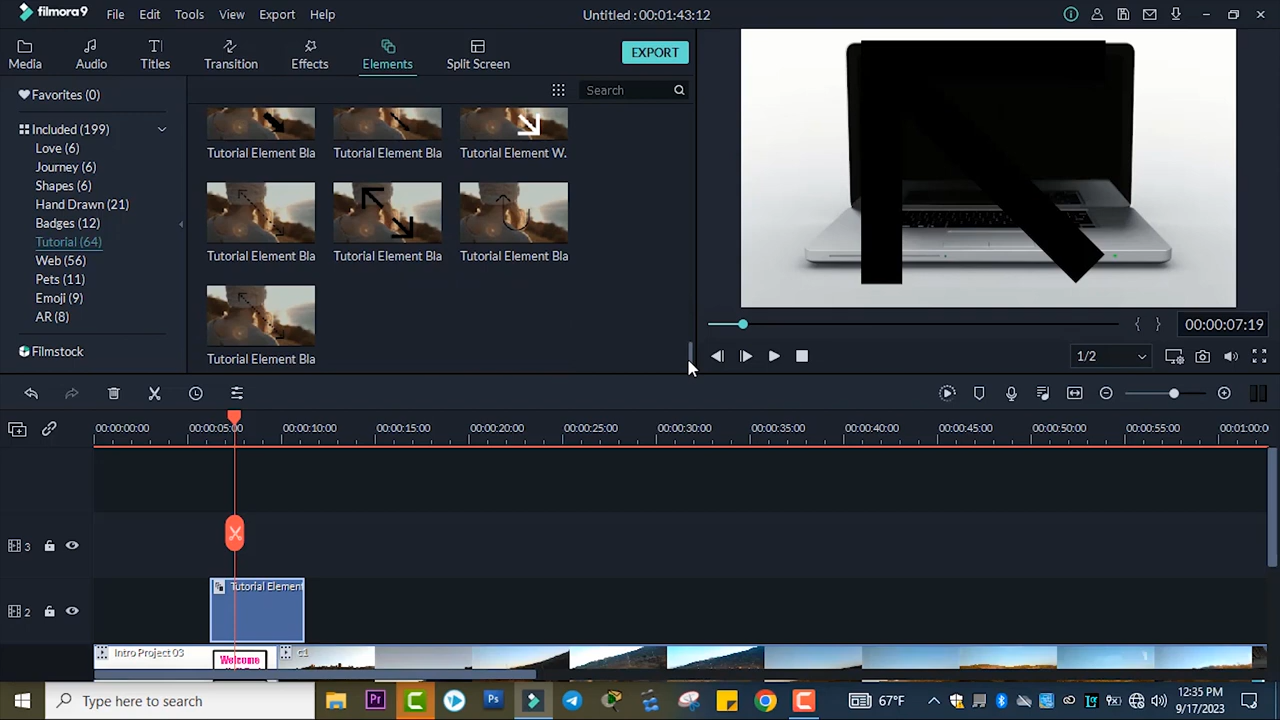 filmora9
File Edit Tools View Export Help
Untitled : 00:01:43:12
Media Audio Titles Transition Effects Elements Split Screen
EXPORT
Favorites (0)
Search
Included (199)
Love (6)
Journey (6)
Shapes (6)
Hand Drawn (21)
Badges (12)
Tutorial (64)
Web (56)
Pets (11)
Emoji (9)
AR (8)
Filmstock
Tutorial Element Bla Tutorial Element Bla Tutorial Element W.
Tutorial Element Bla Tutorial Element Bla Tutorial Element Bla
Tutorial Element Bla
00:00:07:19
1/2
00:00:00:00 00:00:05:00 00:00:10:00 00:00:15:00 00:00:20:00 00:00:25:00 00:00:30:00 00:00:35:00 00:00:40:00 00:00:45:00 00:00:50:00 00:00:55:00 00:01:00:0
3
Tutorial Element
2
Intro Project 03
Welcome
c1
Type here to search
Pr
Ps
67°F
12:35 PM
9/17/2023